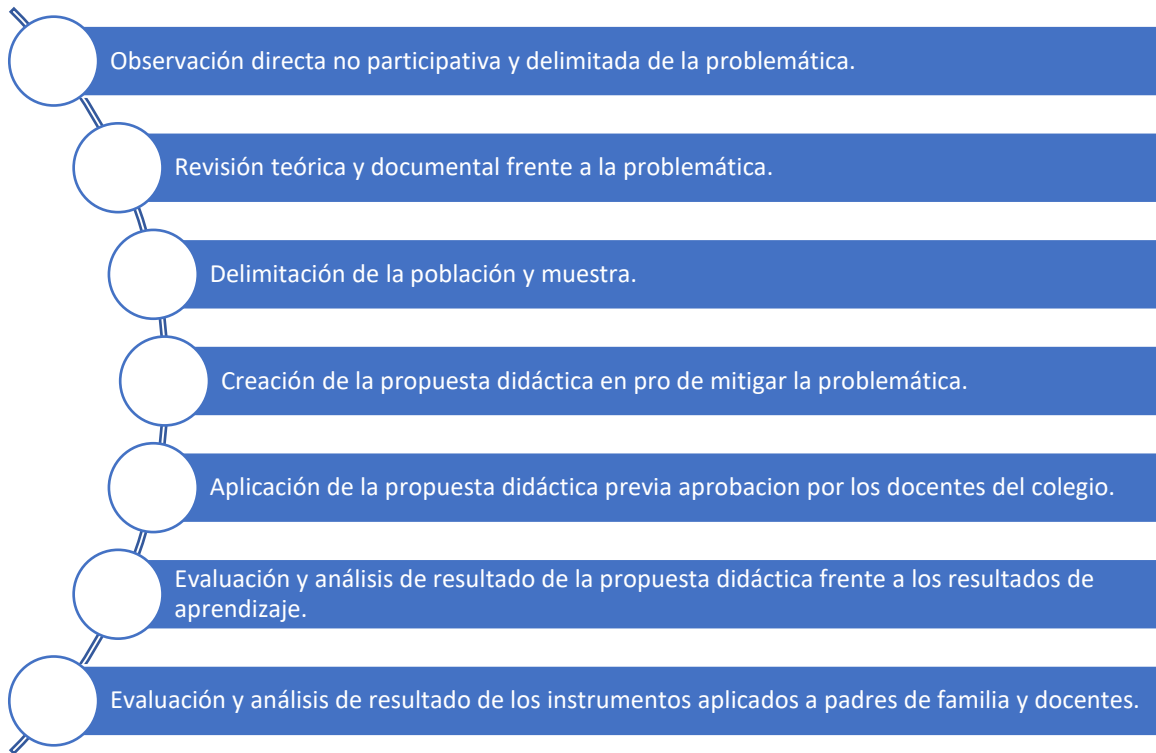 Observación directa no participativa y delimitada de la problemática.
Revisión teórica y documental frente a la problemática.
Delimitación de la población y muestra.
Creación de la propuesta didáctica en pro de mitigar la problemática.
Aplicación de la propuesta didáctica previa aprobacion por los docentes del colegio.
Evaluación y análisis de resultado de la propuesta didáctica frente a los resultados de
aprendizaje.
Evaluación y análisis de resultado de los instrumentos aplicados a padres de familia y docentes.